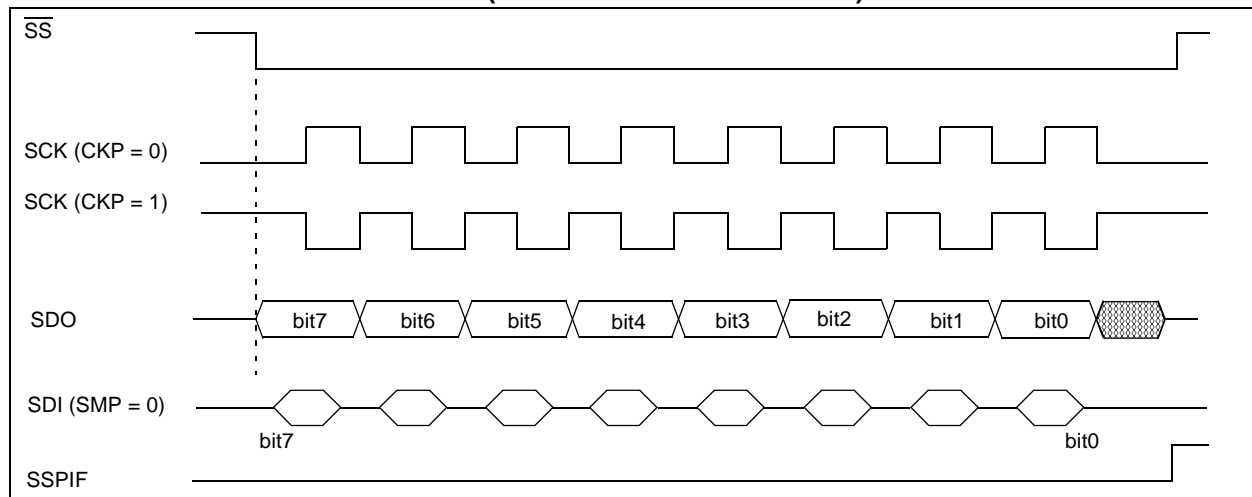 SS
SCK (CKP = 0)
SCK (CKP = 1)
SDO
bit7 bit6 bit5 bit4 bit3 bit2 bit1 bit0
SDI (SMP = 0)
bit7 bit0
SSPIF